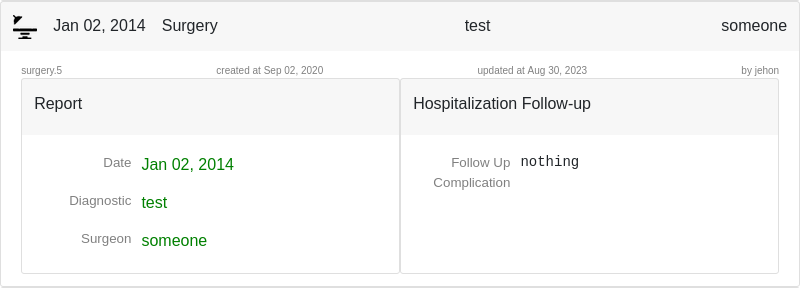 Jan 02, 2014 Surgery test someone
surgery.5 created at Sep 02, 2020 updated at Aug 30, 2023 by jehon
Report
Date Jan 02, 2014
Diagnostic test
Surgeon someone
Hospitalization Follow-up
Follow Up nothing
Complication